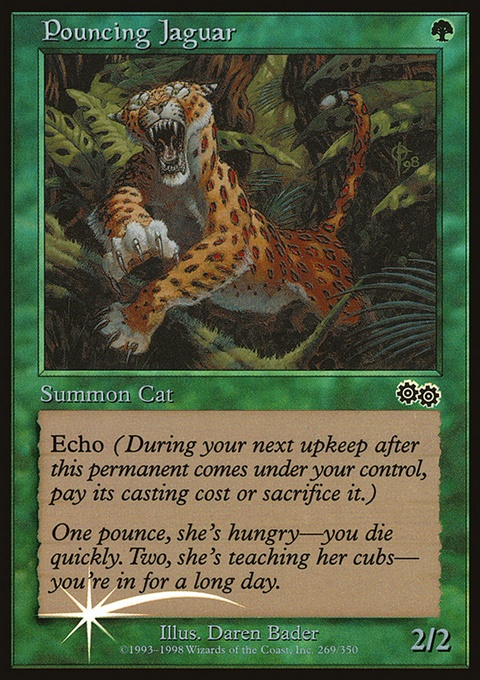 Pouncing Jaguar
98
Summon Cat
Echo (During your next upkeep after
this permanent comes under your control,
pay its casting cost or sacrifice it.)
One pounce, she's hungry—you die
quickly. Two, she's teaching her cubs—
you're in for a long day.
Illus. Daren Bader
©1993–1998 Wizards of the Coast, Inc. 269/350
2/2